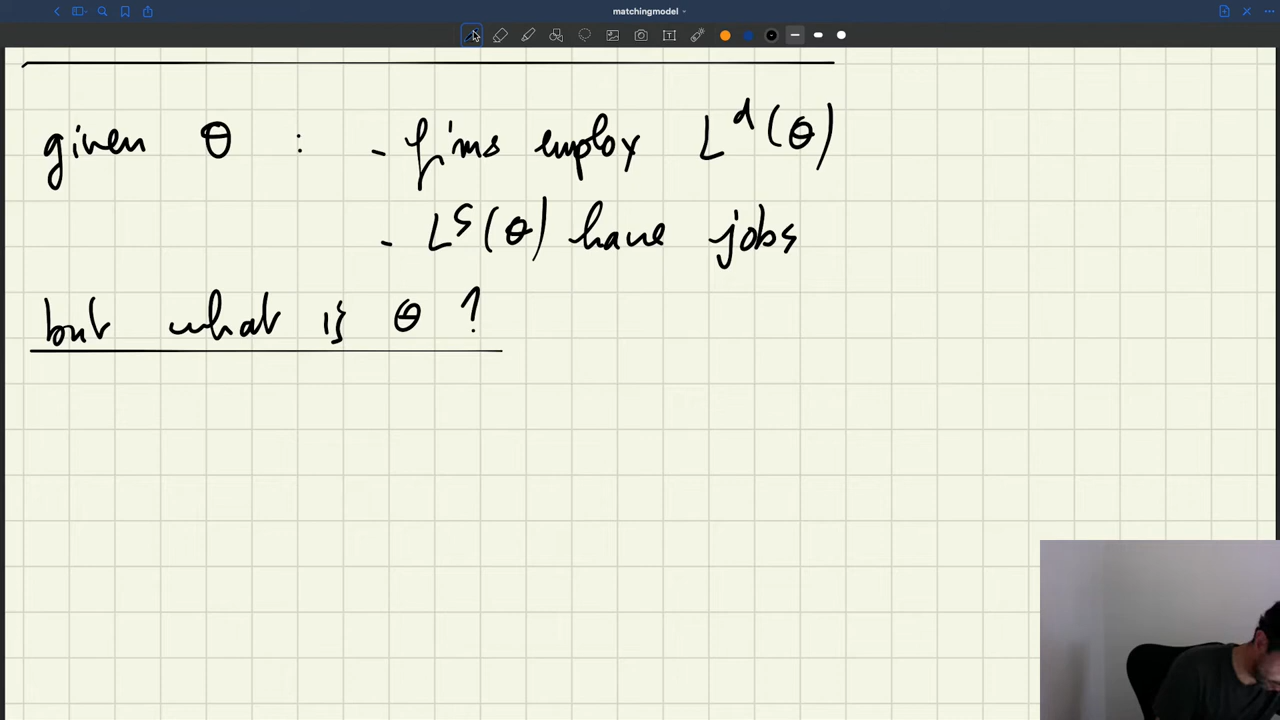 matchingmodel
given θ : - firms employ L^d(θ)
- L^s(θ) have jobs
but what is θ ?